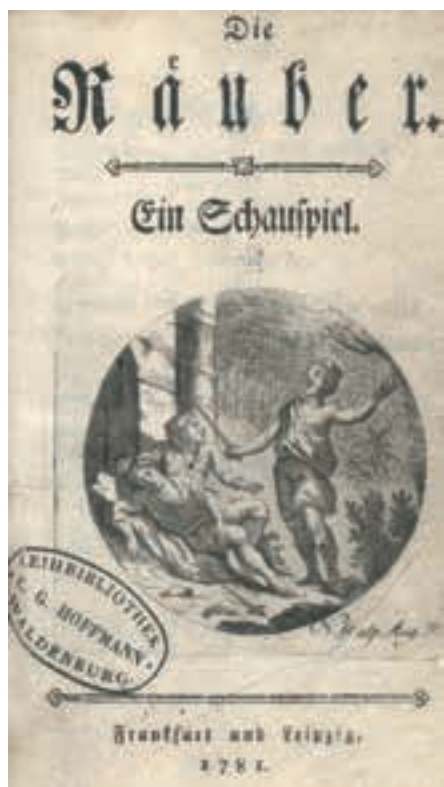 Die
Räuber.
Ein Schauspiel.
LEIHBIBLIOTHEK
G. HOFFMANN
WALDENBURG
Frankfurt und Leipzig,
1781.